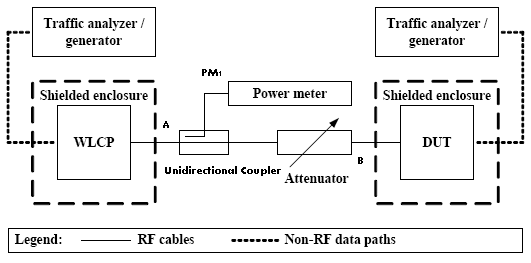 Traffic analyzer /
generator
Traffic analyzer /
generator
PM1
Shielded enclosure
Power meter
Shielded enclosure
A
WLCP
DUT
B
Unidirectional Coupler
Attenuator
Legend:
RF cables
Non-RF data paths